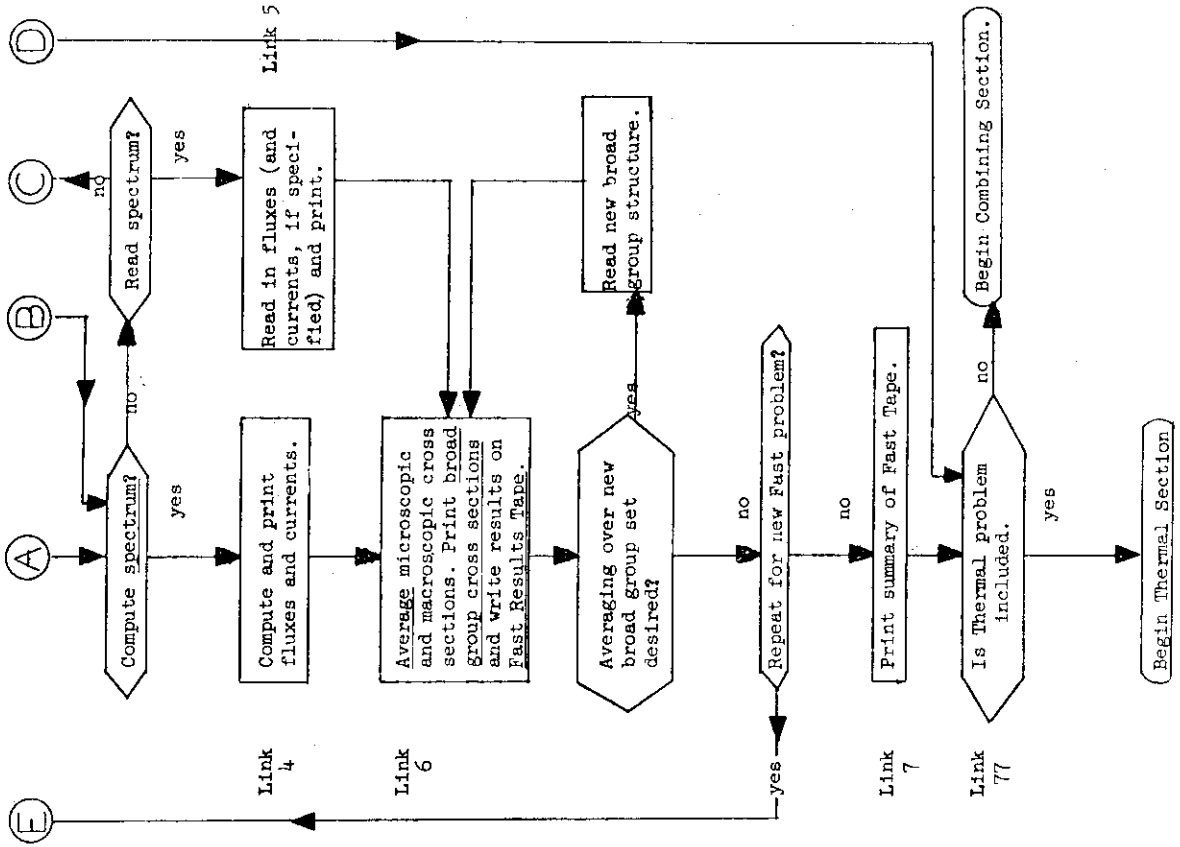 E
A
B
C
D
Compute spectrum?
no
Read spectrum?
no
yes
yes
Link
4
Compute and print
fluxes and currents.
Read in fluxes (and
currents, if speci-
fied) and print.
Link 5
Link
6
Average microscopic
and macroscopic cross
sections. Print broad
group cross sections
and write results on
Fast Results Tape.
Averaging over new
broad group set
desired?
yes
Read new broad
group structure.
no
yes
Repeat for new Fast problem?
no
Link
7
Print summary of Fast Tape.
Link
77
Is Thermal problem
included.
no
Begin Combining Section.
yes
Begin Thermal Section